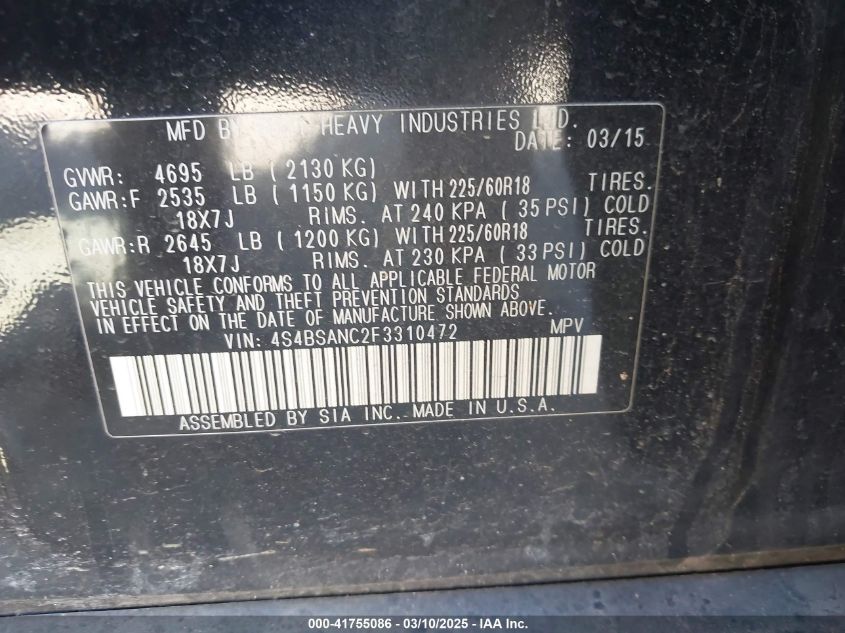 MFD B HEAVY INDUSTRIES LTD.
DATE: 03/15
GVWR: 4695 LB ( 2130 KG)
GAWR:F 2535 LB ( 1150 KG) WITH 225/60R18 TIRES.
18X7J RIMS. AT 240 KPA ( 35 PSI) COLD
GAWR:R 2645 LB ( 1200 KG) WITH 225/60R18 TIRES.
18X7J RIMS. AT 230 KPA ( 33 PSI) COLD
THIS VEHICLE CONFORMS TO ALL APPLICABLE FEDERAL MOTOR
VEHICLE SAFETY AND THEFT PREVENTION STANDARDS
IN EFFECT ON THE DATE OF MANUFACTURE SHOWN ABOVE.
VIN: 4S4BSANC2F3310472 MPV
ASSEMBLED BY SIA INC. MADE IN U.S.A.
000-41755086 - 03/10/2025 - IAA Inc.